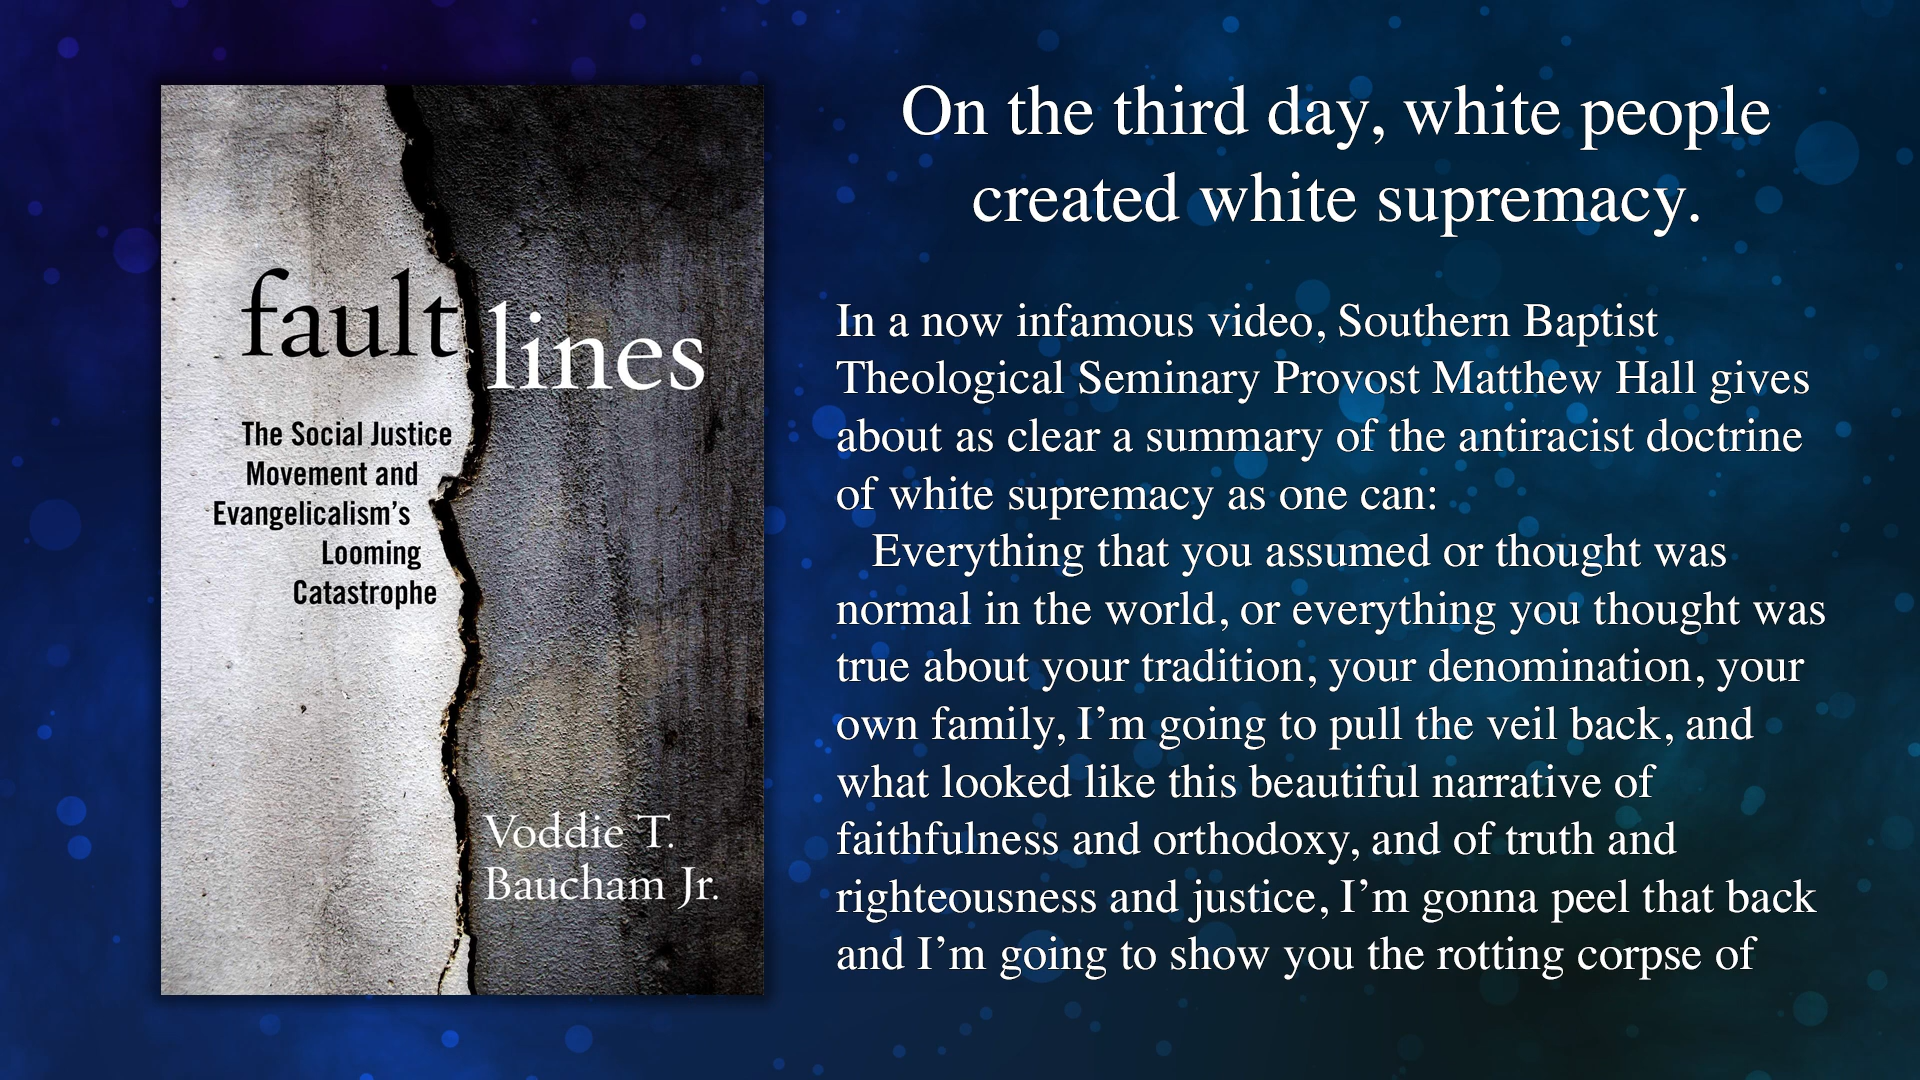 fault lines
The Social Justice
Movement and
Evangelicalism’s
Looming
Catastrophe
Voddie T.
Baucham Jr.
On the third day, white people
created white supremacy.
In a now infamous video, Southern Baptist
Theological Seminary Provost Matthew Hall gives
about as clear a summary of the antiracist doctrine
of white supremacy as one can:
Everything that you assumed or thought was
normal in the world, or everything you thought was
true about your tradition, your denomination, your
own family, I’m going to pull the veil back, and
what looked like this beautiful narrative of
faithfulness and orthodoxy, and of truth and
righteousness and justice, I’m gonna peel that back
and I’m going to show you the rotting corpse of